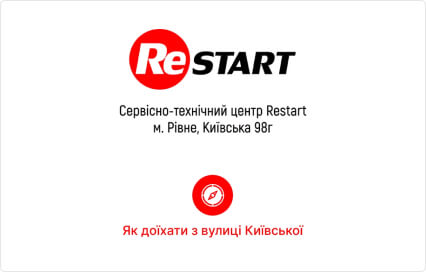 ReSTART
Сервісно-технічний центр Restart
м. Рівне, Київська 98г
Як доїхати з вулиці Київської